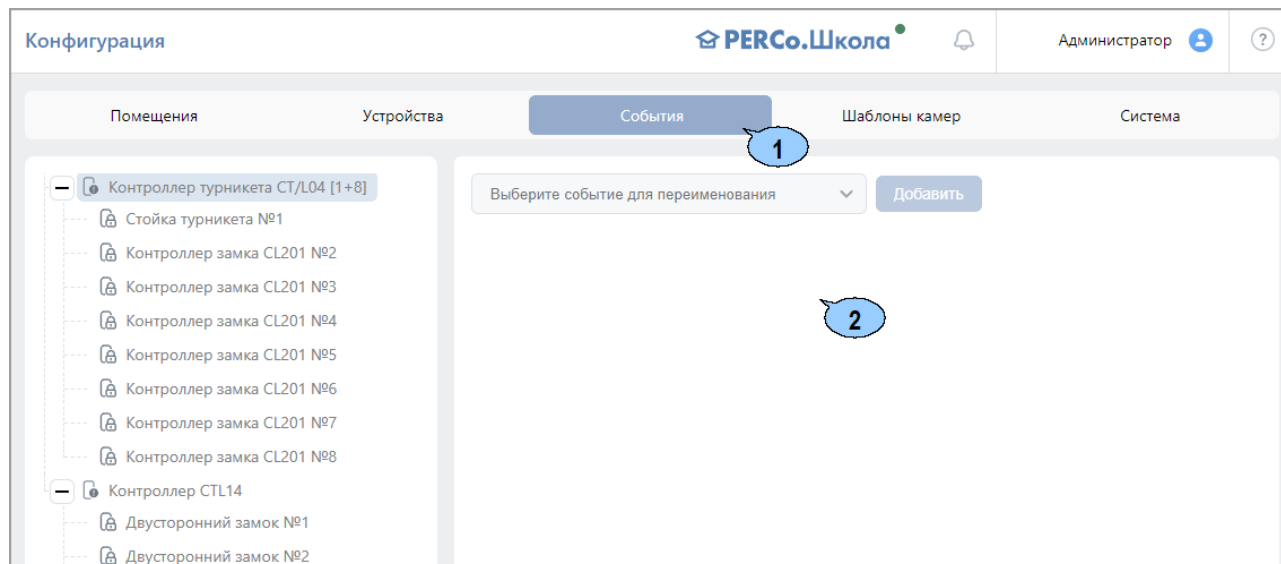 Конфигурация
PERCo.Школа
Администратор
?
Помещения
Устройства
События
Шаблоны камер
Система
1
Контроллер турникета CT/L04 [1+8]
Стойка турникета №1
Контроллер замка CL201 №2
Контроллер замка CL201 №3
Контроллер замка CL201 №4
Контроллер замка CL201 №5
Контроллер замка CL201 №6
Контроллер замка CL201 №7
Контроллер замка CL201 №8
Контроллер CTL14
Двусторонний замок №1
Двусторонний замок №2
Выберите событие для переименования
Добавить
2